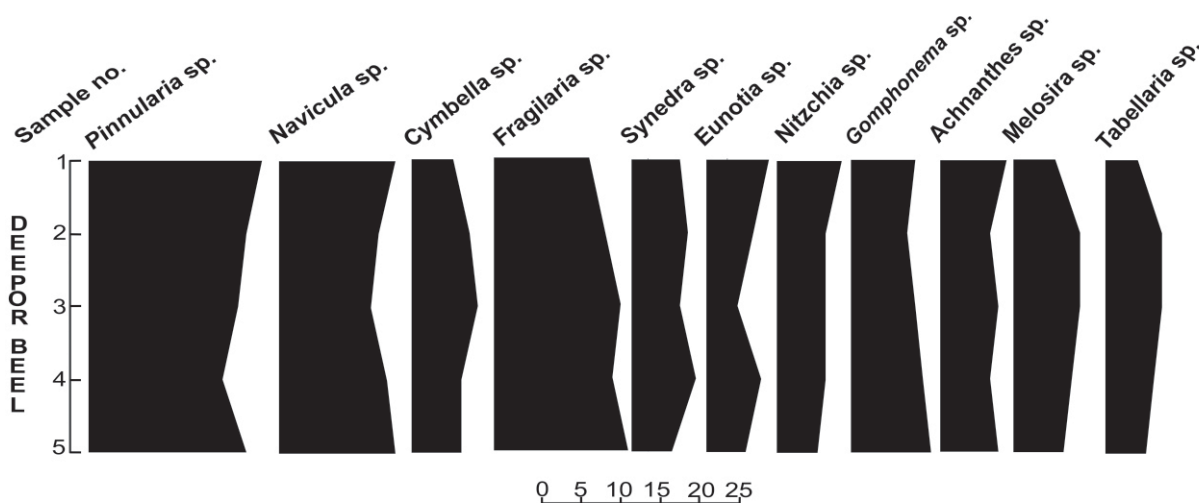 Sample no.
Pinnularia sp.
Navicula sp.
Cymbella sp.
Fragilaria sp.
Synedra sp.
Eunotia sp.
Nitzchia sp.
Gomphonema sp.
Achnanthes sp.
Melosira sp.
Tabellaria sp.
DEEPOR BEEL
1
2
3
4
5
0 5 10 15 20 25